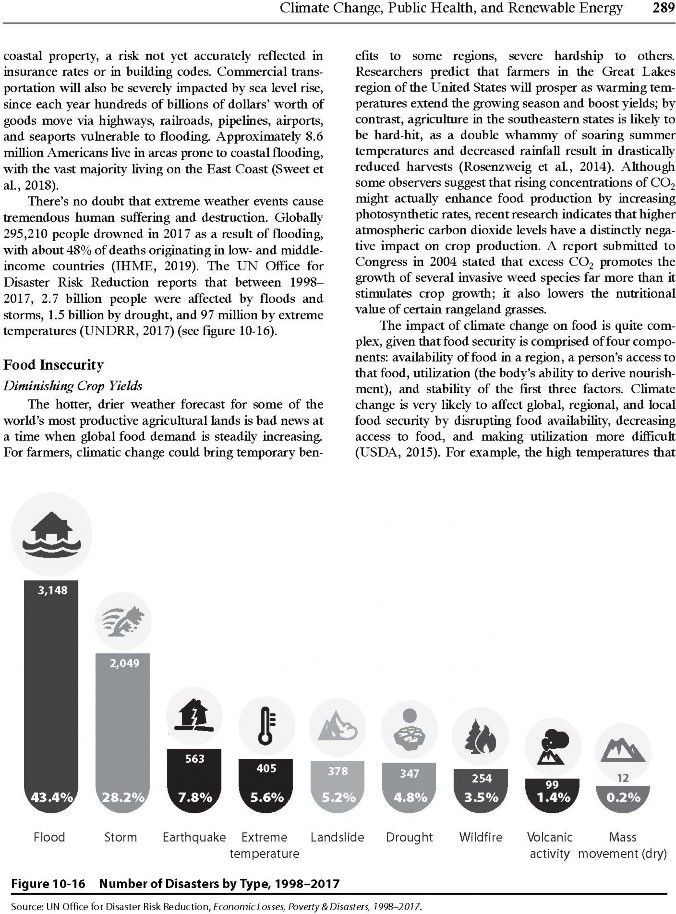 Climate Change, Public Health, and Renewable Energy 289
coastal property, a risk not yet accurately reflected in
insurance rates or in building codes. Commercial trans-
portation will also be severely impacted by sea level rise,
since each year hundreds of billions of dollars' worth of
goods move via highways, railroads, pipelines, airports,
and seaports vulnerable to flooding. Approximately 8.6
million Americans live in areas prone to coastal flooding,
with the vast majority living on the East Coast (Sweet et
al., 2018).
There's no doubt that extreme weather events cause
tremendous human suffering and destruction. Globally
295,210 people drowned in 2017 as a result of flooding,
with about 48% of deaths originating in low- and middle-
income countries (IHME, 2019). The UN Office for
Disaster Risk Reduction reports that between 1998–
2017, 2.7 billion people were affected by floods and
storms, 1.5 billion by drought, and 97 million by extreme
temperatures (UNDRR, 2017) (see figure 10-16).
Food Insecurity
Diminishing Crop Yields
The hotter, drier weather forecast for some of the
world's most productive agricultural lands is bad news at
a time when global food demand is steadily increasing.
For farmers, climatic change could bring temporary ben-
efits to some regions, severe hardship to others.
Researchers predict that farmers in the Great Lakes
region of the United States will prosper as warming tem-
peratures extend the growing season and boost yields; by
contrast, agriculture in the southeastern states is likely to
be hard-hit, as a double whammy of soaring summer
temperatures and decreased rainfall result in drastically
reduced harvests (Rosenzweig et al., 2014). Although
some observers suggest that rising concentrations of CO₂
might actually enhance food production by increasing
photosynthetic rates, recent research indicates that higher
atmospheric carbon dioxide levels have a distinctly nega-
tive impact on crop production. A report submitted to
Congress in 2004 stated that excess CO₂ promotes the
growth of several invasive weed species far more than it
stimulates crop growth; it also lowers the nutritional
value of certain rangeland grasses.
The impact of climate change on food is quite com-
plex, given that food security is comprised of four compo-
nents: availability of food in a region, a person's access to
that food, utilization (the body's ability to derive nourish-
ment), and stability of the first three factors. Climate
change is very likely to affect global, regional, and local
food security by disrupting food availability, decreasing
access to food, and making utilization more difficult
(USDA, 2015). For example, the high temperatures that
3,148
2,049
563
405
378
347
254
99
12
43.4% 28.2% 7.8% 5.6% 5.2% 4.8% 3.5% 1.4% 0.2%
Flood Storm Earthquake Extreme Landslide Drought Wildfire Volcanic Mass
temperature activity movement (dry)
Figure 10-16 Number of Disasters by Type, 1998–2017
Source: UN Office for Disaster Risk Reduction, Economic Losses, Poverty & Disasters, 1998–2017.